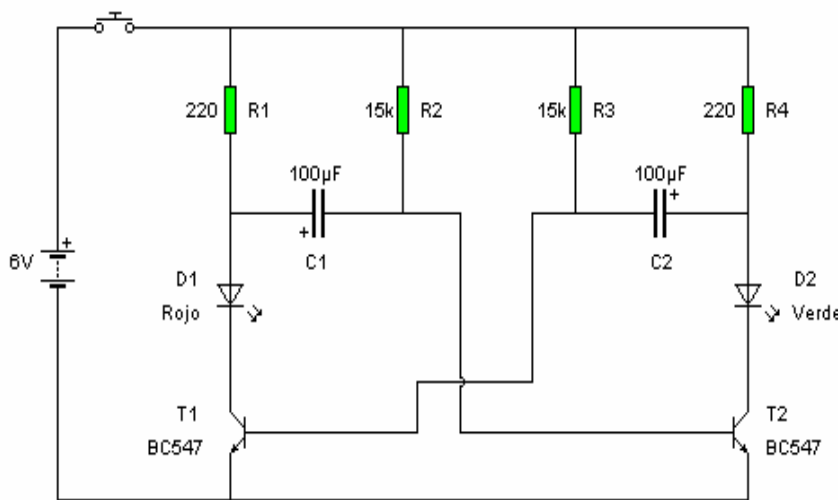 220 R1
15k R2
15k R3
220 R4
100µF
+
C1
100µF
+
C2
6V
+
D1
Rojo
D2
Verde
T1
BC547
T2
BC547